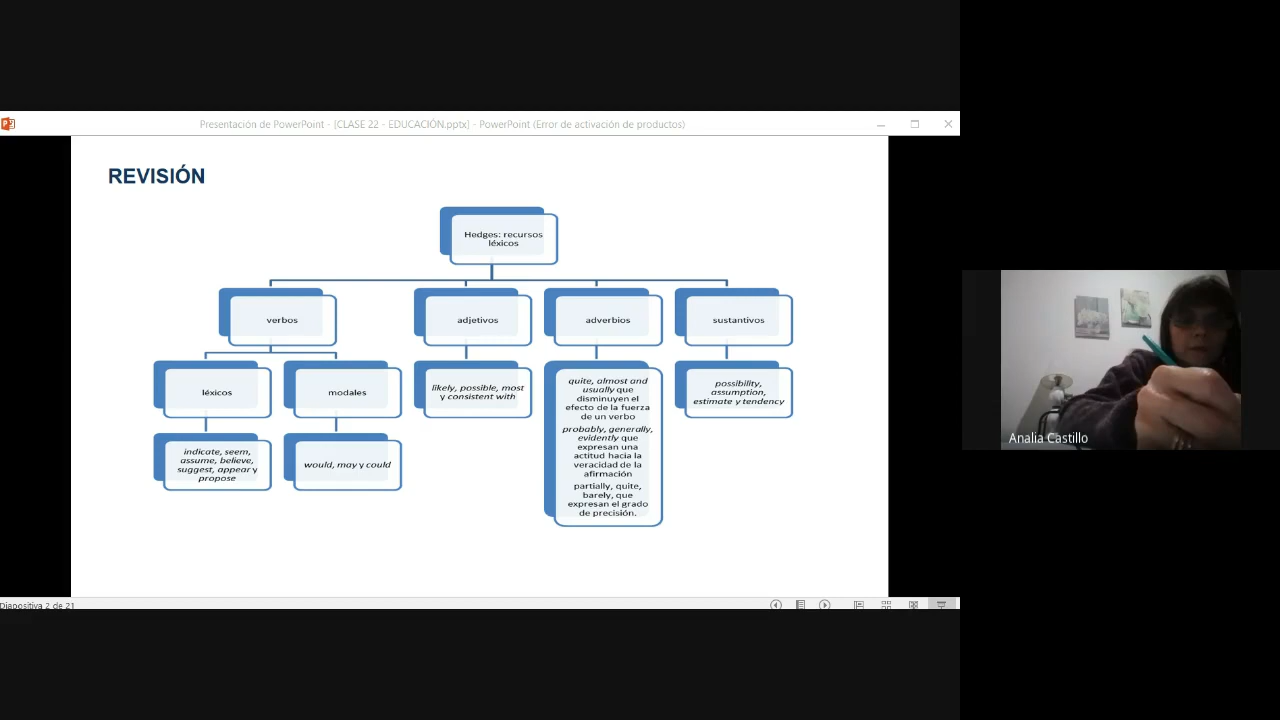 Presentación de PowerPoint - [CLASE 22 - EDUCACIÓN.pptx] - PowerPoint (Error de activación de productos)
REVISIÓN
Hedges: recursos
léxicos
verbos
adjetivos
adverbios
sustantivos
léxicos
modales
likely, possible, most
y consistent with
quite, almost and
usually que
disminuyen el
efecto de la fuerza
de un verbo
probably, generally,
evidently que
expresan una
actitud hacia la
veracidad de la
afirmación
partially, quite,
barely, que
expresan el grado
de precisión.
possibility,
assumption,
estimate y tendency
indicate, seem,
assume, believe,
suggest, appear y
propose
would, may y could
Analia Castillo
Diapositiva 2 de 21